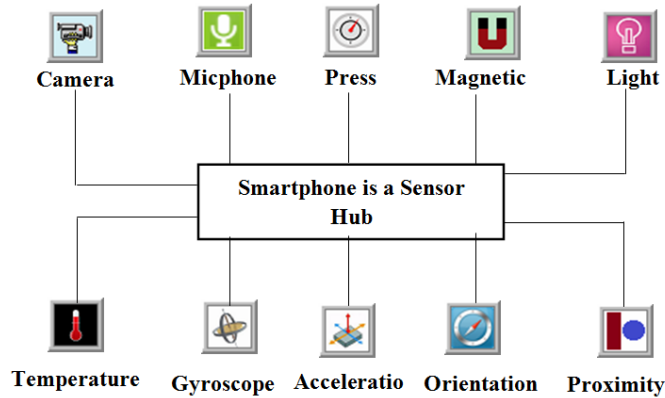 Camera
Micphone
Press
Magnetic
Light
Smartphone is a Sensor
Hub
Temperature
Gyroscope
Acceleratio
Orientation
Proximity